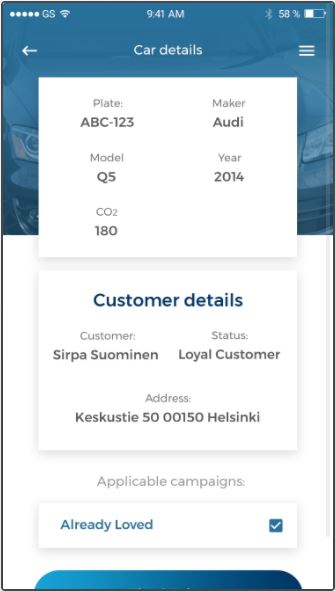 GS 9:41 AM 58 %
Car details
Plate: Maker
ABC-123 Audi
Model Year
Q5 2014
CO2
180
Customer details
Customer: Status:
Sirpa Suominen Loyal Customer
Address:
Keskustie 50 00150 Helsinki
Applicable campaigns:
Already Loved